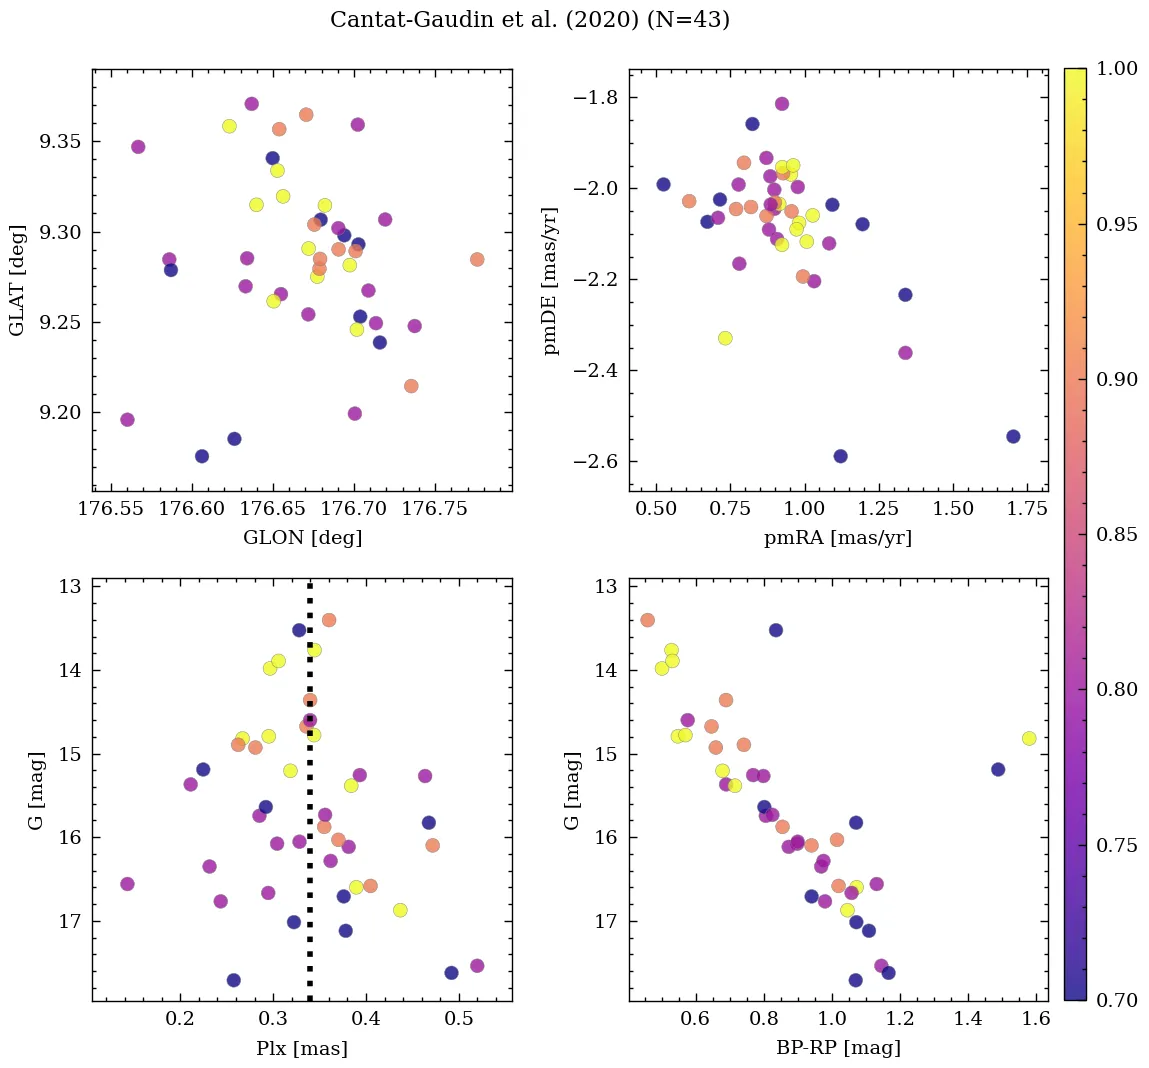 Cantat-Gaudin et al. (2020) (N=43)
9.35
9.30
9.25
9.20
GLAT [deg]
176.55 176.60 176.65 176.70 176.75
GLON [deg]
−1.8
−2.0
−2.2
−2.4
−2.6
pmDE [mas/yr]
0.50 0.75 1.00 1.25 1.50 1.75
pmRA [mas/yr]
13
14
15
16
17
G [mag]
0.2 0.3 0.4 0.5
Plx [mas]
13
14
15
16
17
G [mag]
0.6 0.8 1.0 1.2 1.4 1.6
BP-RP [mag]
1.00
0.95
0.90
0.85
0.80
0.75
0.70